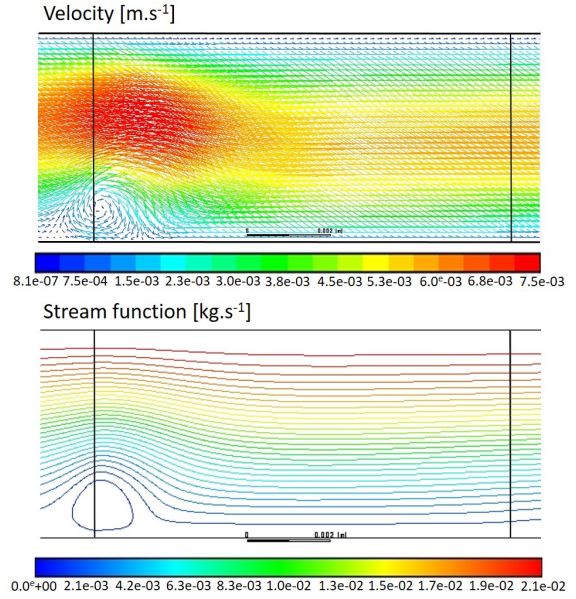 Velocity [m.s⁻¹]
0 0.002 [m]
8.1e-07 7.5e-04 1.5e-03 2.3e-03 3.0e-03 3.8e-03 4.5e-03 5.3e-03 6.0ᵉ-03 6.8e-03 7.5e-03
Stream function [kg.s⁻¹]
0 0.002 [m]
0.0ᵉ+00 2.1e-03 4.2e-03 6.3e-03 8.3e-03 1.0e-02 1.3e-02 1.5e-02 1.7e-02 1.9e-02 2.1e-02